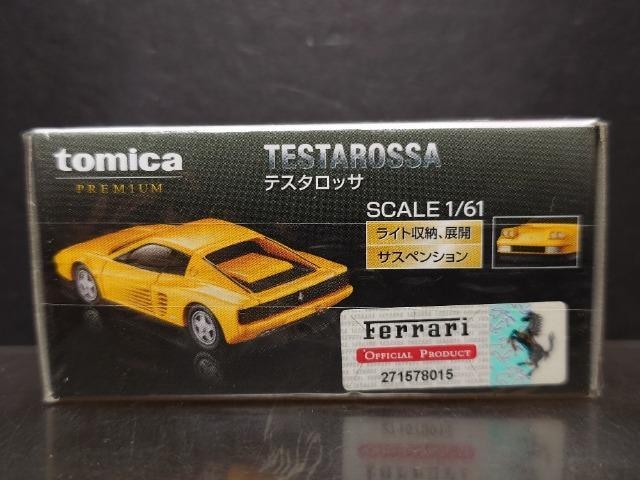 tomica
PREMIUM
TESTAROSSA
テスタロッサ
SCALE 1/61
ライト収納、展開
サスペンション
Ferrari
OFFICIAL PRODUCT
271578015